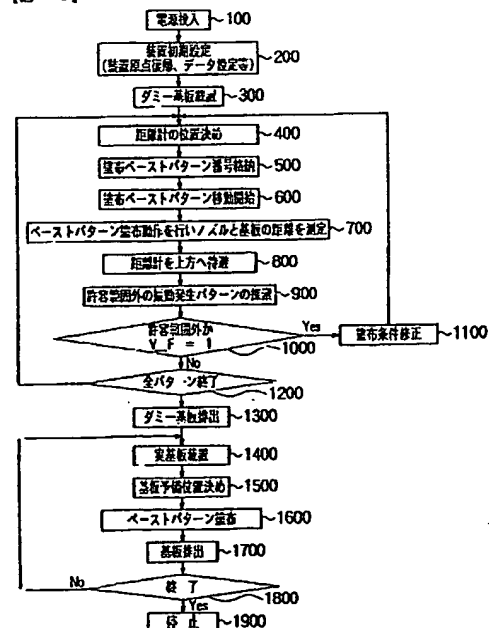 電源投入 100
装置初期設定
(装置原点復帰、データ設定等) 200
ダミー基板載置 300
距離計の位置決め 400
塗布ペーストパターン番号格納 500
塗布ペーストパターン移動開始 600
ペーストパターン塗布動作を行いノズルと基板の距離を測定 700
距離計を上方へ待避 800
許容範囲外の振動発生パターンの 900
許容範囲外か
V_F = 1 1000
Yes
塗布条件修正 1100
No
全パターン終了 1200
ダミー基板排出 1300
実基板載置 1400
基板予備位置決め 1500
ペーストパターン塗布 1600
基板排出 1700
No
終了 1800
Yes
停止 1900